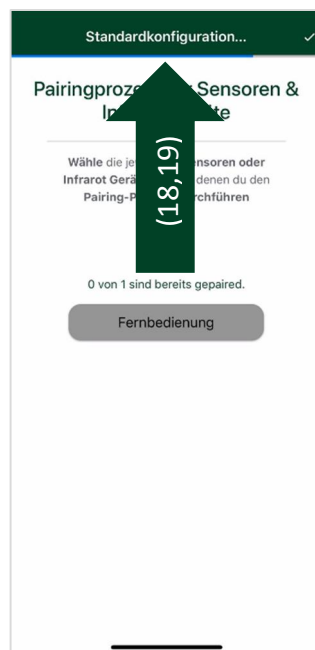 Standardkonfiguration...
Pairingproze Sensoren &
In te
Wähle die je ensoren oder
Infrarot Gerä denen du den
Pairing-P rchführen
(18,19)
0 von 1 sind bereits gepaired.
Fernbedienung